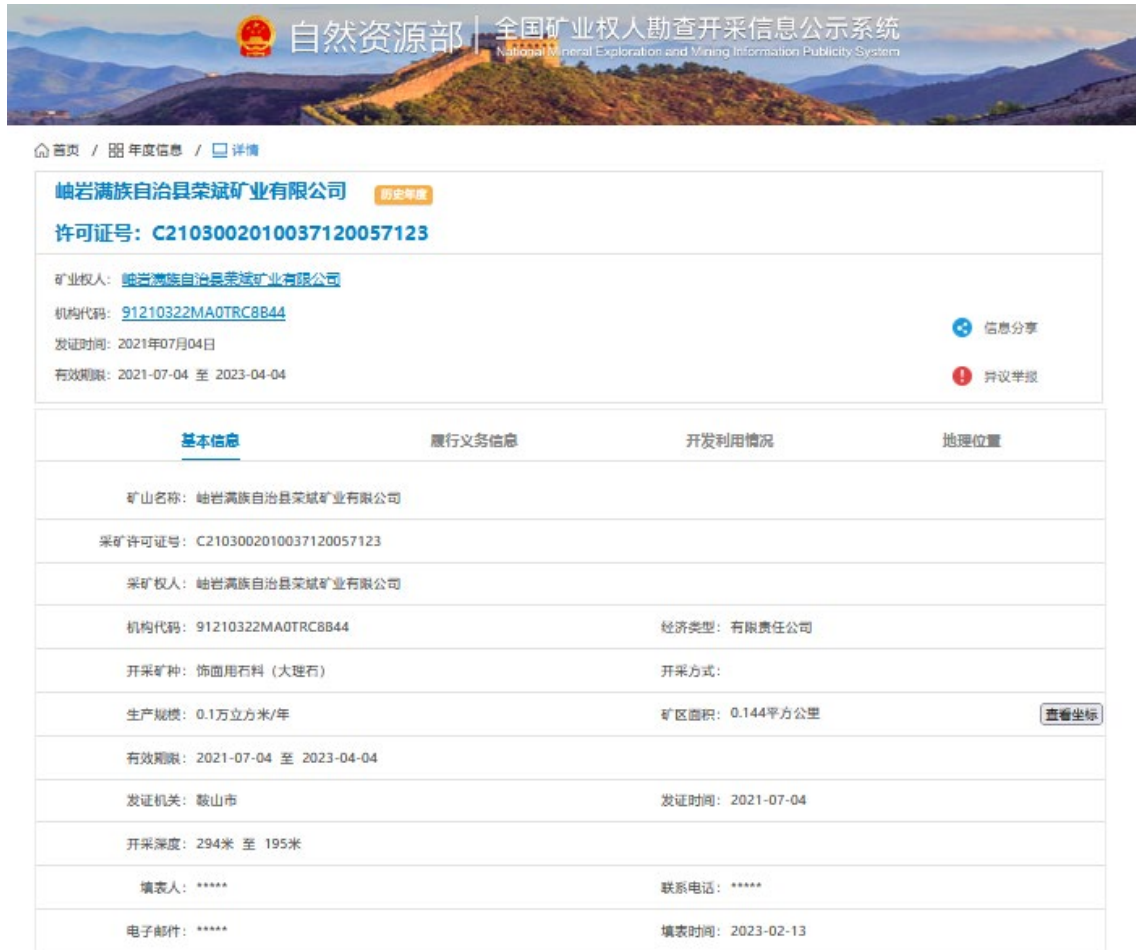 自然资源部 全国矿业权人勘查开采信息公示系统
National Mineral Exploration and Mining Information Publicity System
首页 / 年度信息 / 详情
岫岩满族自治县荣斌矿业有限公司 历史年度
许可证号：C2103002010037120057123
矿业权人：岫岩满族自治县荣斌矿业有限公司
机构代码：91210322MA0TRC8B44
发证时间：2021年07月04日
信息分享
有效期限：2021-07-04 至 2023-04-04
异议举报
基本信息 履行义务信息 开发利用情况 地理位置
矿山名称：岫岩满族自治县荣斌矿业有限公司
采矿许可证号：C2103002010037120057123
采矿权人：岫岩满族自治县荣斌矿业有限公司
机构代码：91210322MA0TRC8B44 经济类型：有限责任公司
开采矿种：饰面用石料（大理石） 开采方式：
生产规模：0.1万立方米/年 矿区面积：0.144平方公里 查看坐标
有效期限：2021-07-04 至 2023-04-04
发证机关：鞍山市 发证时间：2021-07-04
开采深度：294米 至 195米
填表人：***** 联系电话：*****
电子邮件：***** 填表时间：2023-02-13